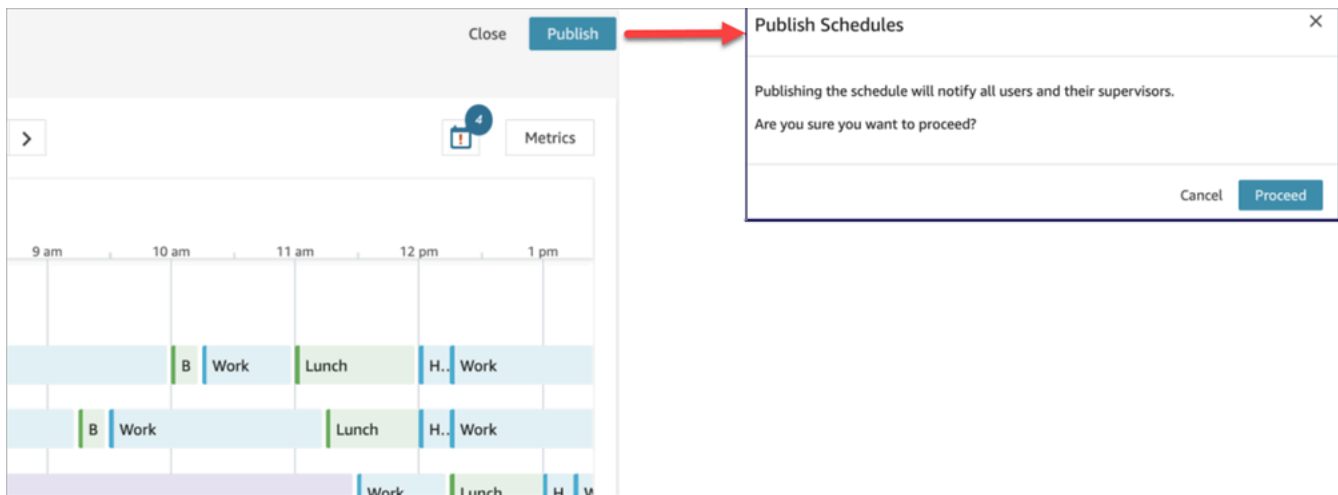 Close Publish
4
! 
> Metrics
9 am 10 am 11 am 12 pm 1 pm
B Work Lunch H.. Work
B Work Lunch H.. Work
Work Lunch H W
Publish Schedules
Publishing the schedule will notify all users and their supervisors.
Are you sure you want to proceed?
Cancel Proceed